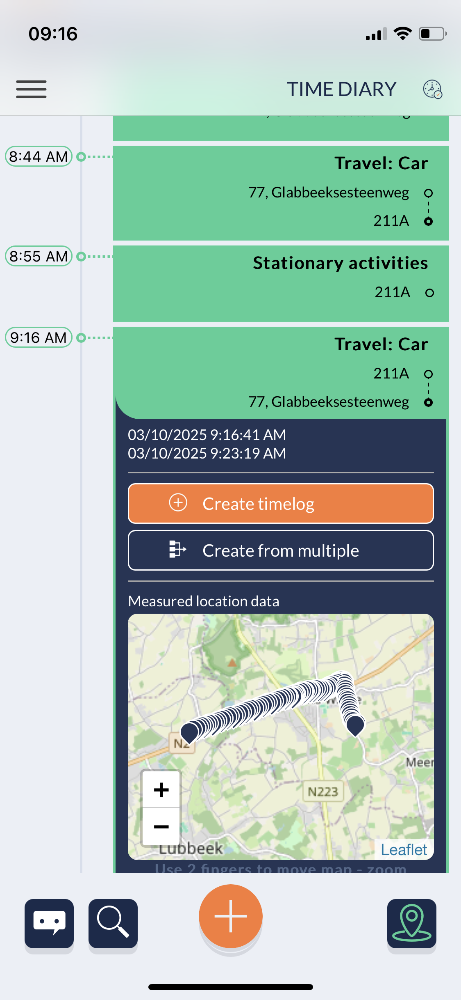 09:16
TIME DIARY
77, Glabbeeksesteenweg
8:44 AM
Travel: Car
77, Glabbeeksesteenweg
211A
8:55 AM
Stationary activities
211A
9:16 AM
Travel: Car
211A
77, Glabbeeksesteenweg
03/10/2025 9:16:41 AM
03/10/2025 9:23:19 AM
Create timelog
Create from multiple
Measured location data
N2
Meer
N223
+
−
Lubbeek
Leaflet
Use 2 fingers to move map - zoom